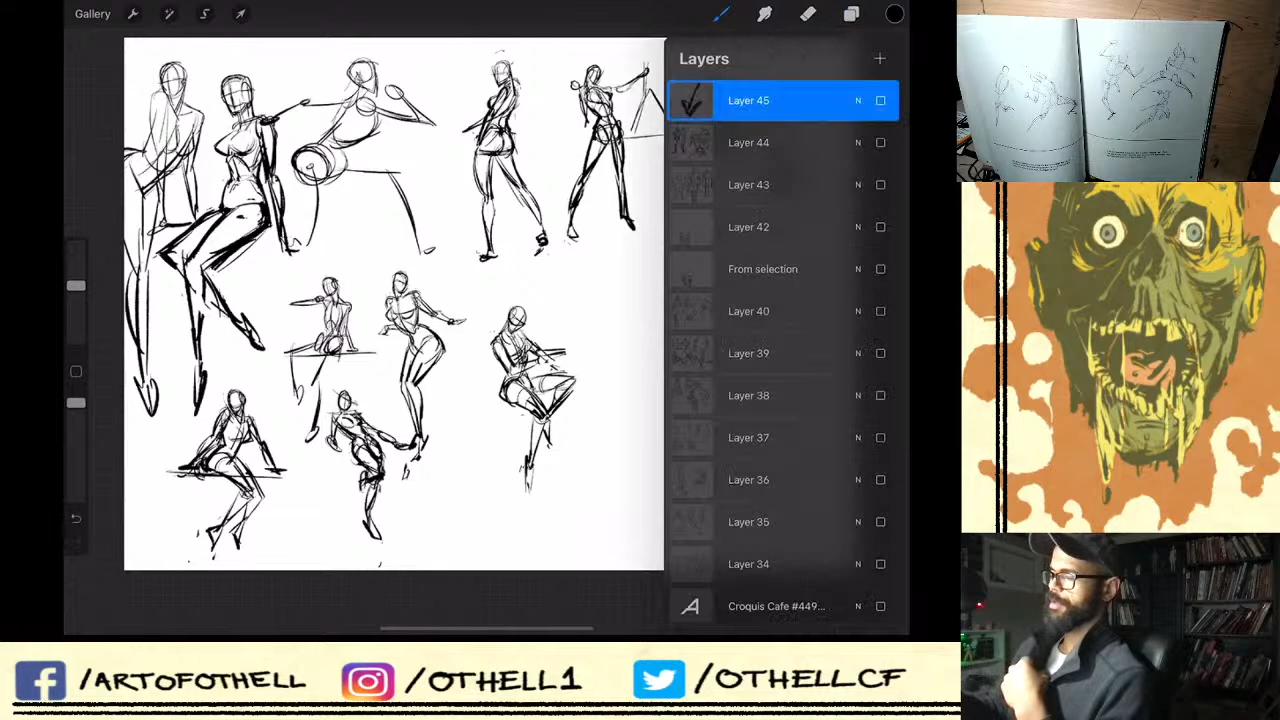 Gallery
Layers
Layer 45 N
Layer 44 N
Layer 43 N
Layer 42 N
From selection N
Layer 40 N
Layer 39 N
Layer 38 N
Layer 37 N
Layer 36 N
Layer 35 N
Layer 34 N
Croquis Cafe #449... N
/ARTOFOTHELL
/OTHELL1
/OTHELL_CF